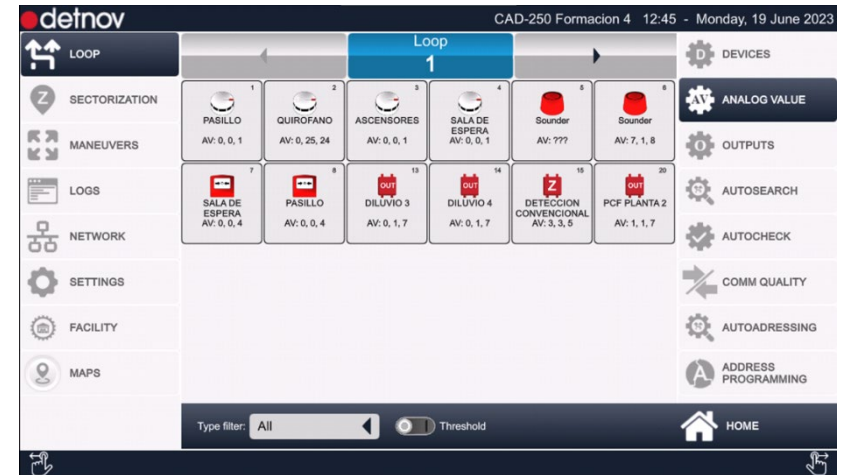 detnov
CAD-250 Formacion 4 12:45 - Monday, 19 June 2023
LOOP
SECTORIZATION
MANEUVERS
LOGS
NETWORK
SETTINGS
FACILITY
MAPS
Loop
1
1
PASILLO
AV: 0, 0, 1
2
QUIROFANO
AV: 0, 25, 24
3
ASCENSORES
AV: 0, 0, 1
4
SALA DE
ESPERA
AV: 0, 0, 1
5
Sounder
AV: ???
6
Sounder
AV: 7, 1, 8
7
SALA DE
ESPERA
AV: 0, 0, 4
8
PASILLO
AV: 0, 0, 4
13
OUT
DILUVIO 3
AV: 0, 1, 7
14
OUT
DILUVIO 4
AV: 0, 1, 7
15
Z
DETECCION
CONVENCIONAL
AV: 3, 3, 5
20
OUT
PCF PLANTA 2
AV: 1, 1, 7
D
DEVICES
AV
ANALOG VALUE
O
OUTPUTS
AUTOSEARCH
AUTOCHECK
COMM QUALITY
AUTOADRESSING
ADDRESS
PROGRAMMING
Type filter: All
Threshold
HOME